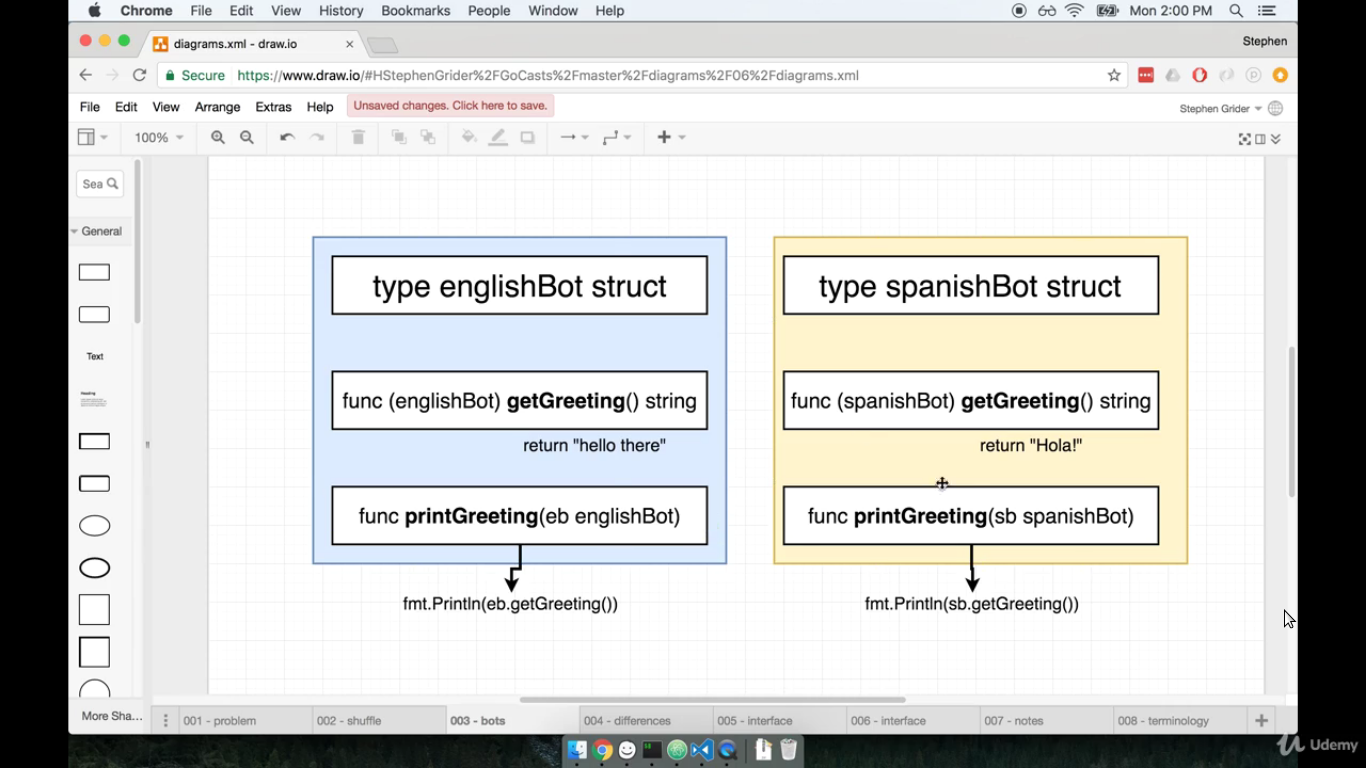 Chrome File Edit View History Bookmarks People Window Help Mon 2:00 PM
diagrams.xml - draw.io Stephen
Secure https://www.draw.io/#HStephenGrider%2FGoCasts%2Fmaster%2Fdiagrams%2F06%2Fdiagrams.xml
File Edit View Arrange Extras Help Unsaved changes. Click here to save. Stephen Grider
100%
Sea
General
Text
Heading
type englishBot struct
func (englishBot) getGreeting() string
return "hello there"
func printGreeting(eb englishBot)
fmt.Println(eb.getGreeting())
type spanishBot struct
func (spanishBot) getGreeting() string
return "Hola!"
func printGreeting(sb spanishBot)
fmt.Println(sb.getGreeting())
More Sha... 001 - problem 002 - shuffle 003 - bots 004 - differences 005 - interface 006 - interface 007 - notes 008 - terminology
Udemy